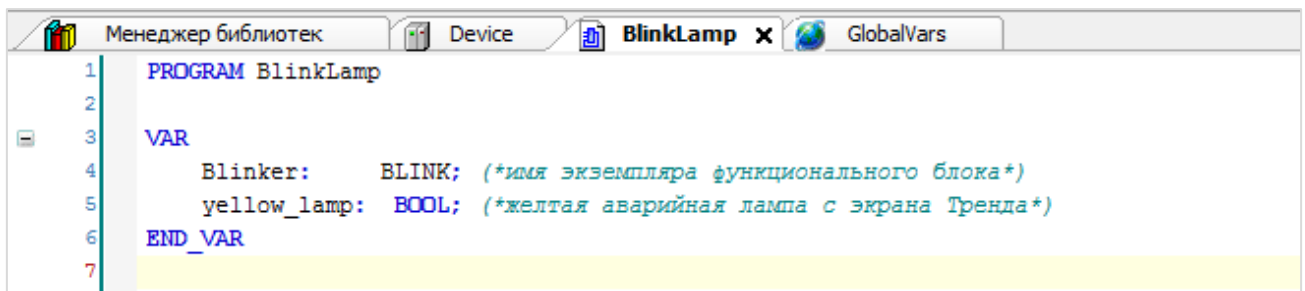 Менеджер библиотек Device BlinkLamp GlobalVars
1 PROGRAM BlinkLamp
2
3 VAR
4 Blinker: BLINK; (*имя экземпляра функционального блока*)
5 yellow_lamp: BOOL; (*желтая аварийная лампа с экрана Тренда*)
6 END_VAR
7